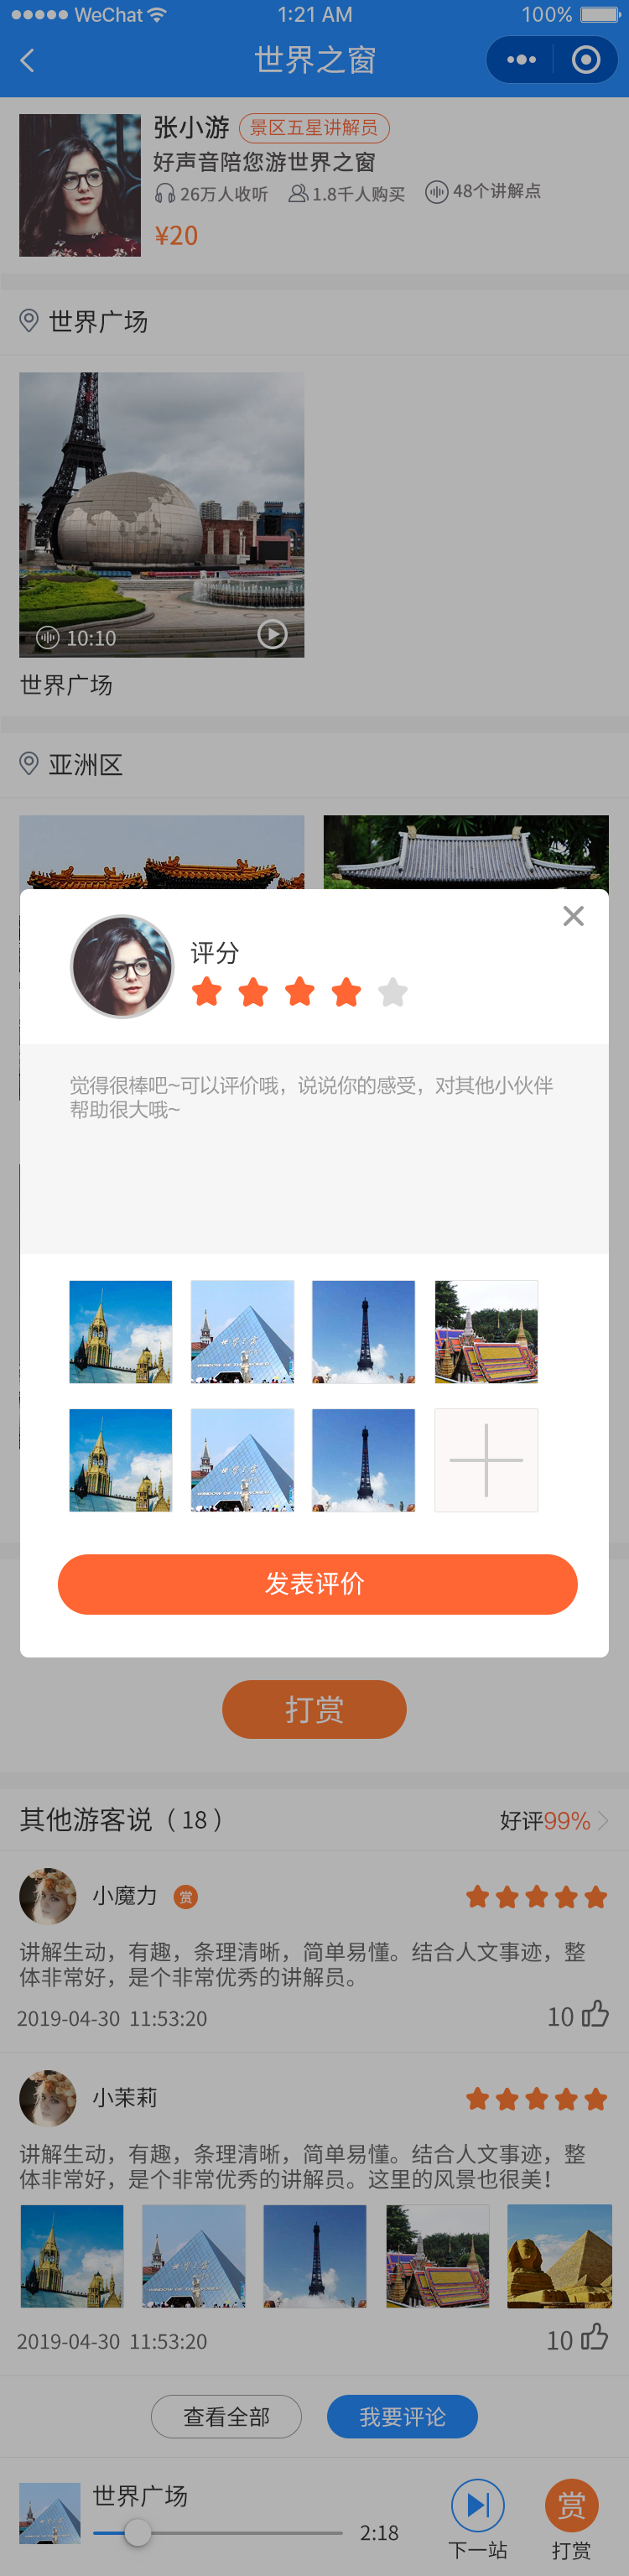 WeChat 1:21 AM 100%
世界之窗
张小游 景区五星讲解员
好声音陪您游世界之窗
26万人收听 1.8千人购买 48个讲解点
¥20
世界广场
10:10
世界广场
亚洲区
评分
觉得很棒吧~可以评价哦，说说你的感受，对其他小伙伴
帮助很大哦~
发表评价
打赏
其他游客说（18） 好评99%
小魔力 赏
讲解生动，有趣，条理清晰，简单易懂。结合人文事迹，整
体非常好，是个非常优秀的讲解员。
2019-04-30 11:53:20 10
小茉莉
讲解生动，有趣，条理清晰，简单易懂。结合人文事迹，整
体非常好，是个非常优秀的讲解员。这里的风景也很美！
2019-04-30 11:53:20 10
查看全部 我要评论
世界广场
2:18
赏
下一站 打赏